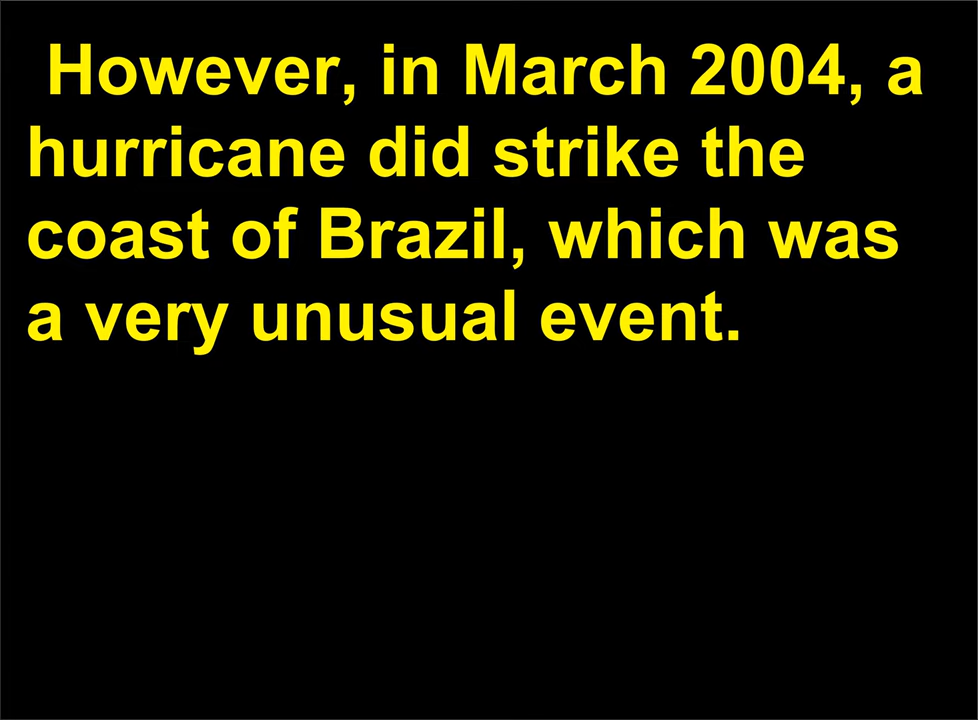 However, in March 2004, a
hurricane did strike the
coast of Brazil, which was
a very unusual event.